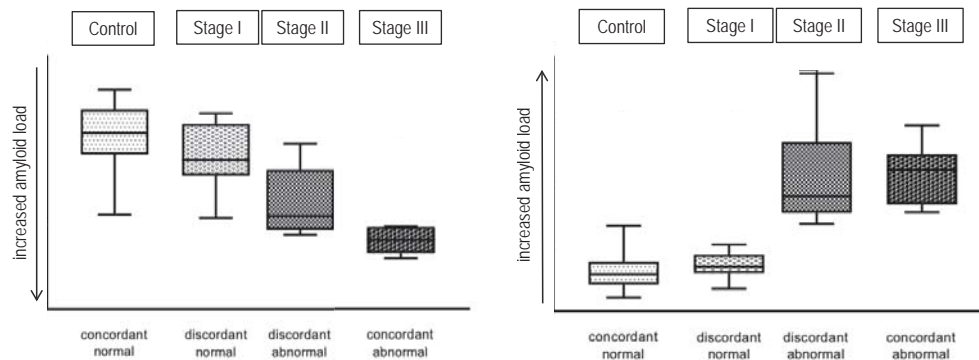 Control Stage I Stage II Stage III
increased amyloid load
concordant normal
discordant normal
discordant abnormal
concordant abnormal
Control Stage I Stage II Stage III
increased amyloid load
concordant normal
discordant normal
discordant abnormal
concordant abnormal